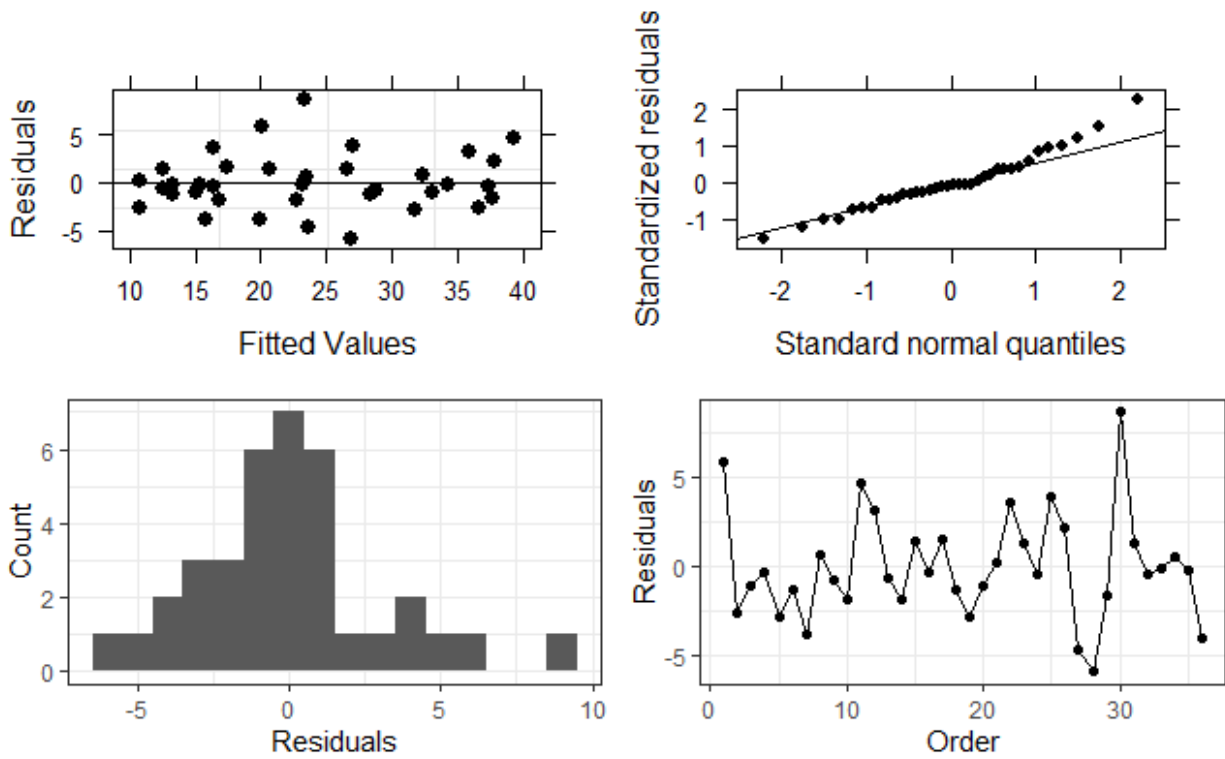 Residuals
5
0
-5
10 15 20 25 30 35 40
Fitted Values
Standardized residuals
2
1
0
-1
-2 -1 0 1 2
Standard normal quantiles
Count
6
4
2
0
-5 0 5 10
Residuals
Residuals
5
0
-5
0 10 20 30
Order